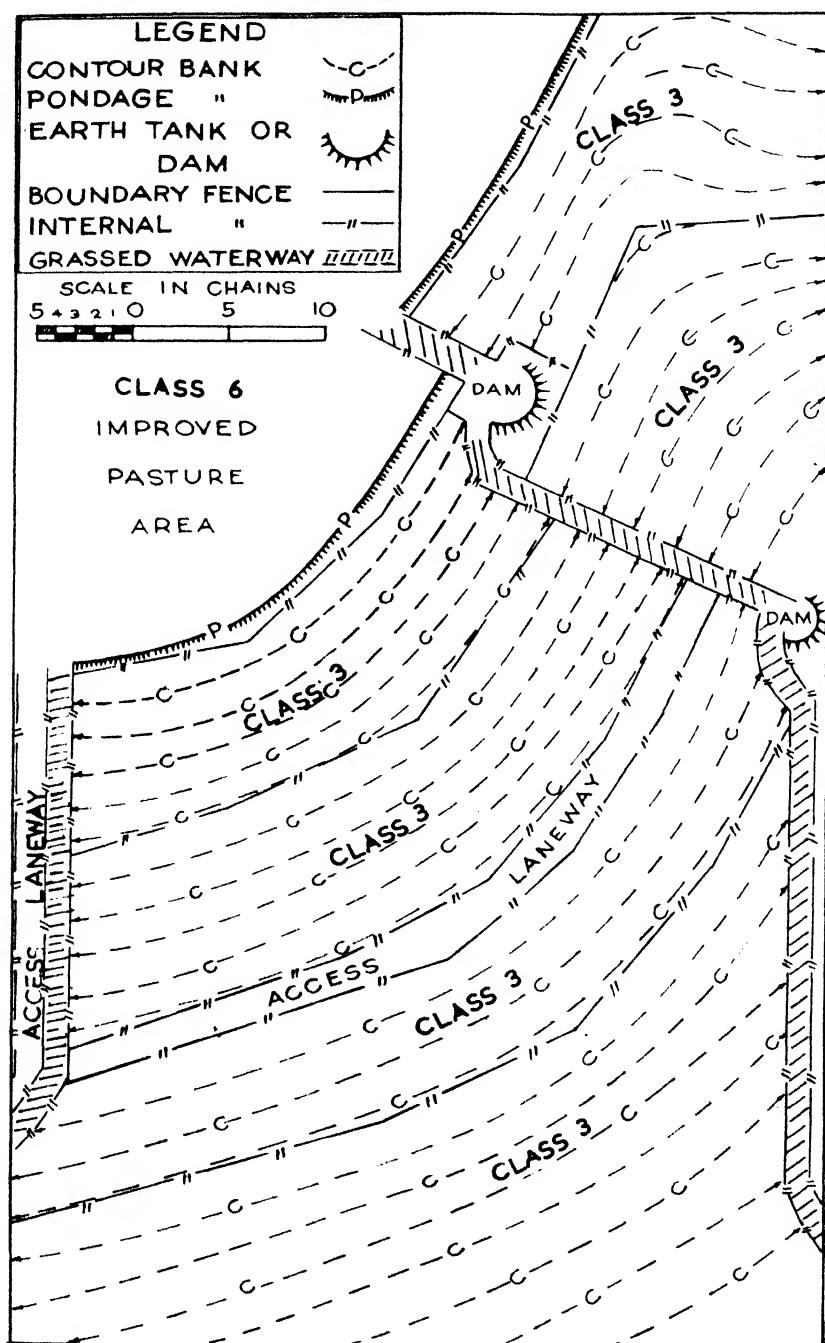 LEGEND
CONTOUR BANK C
PONDAGE " P
EARTH TANK OR
DAM
BOUNDARY FENCE
INTERNAL " "
GRASSED WATERWAY
SCALE IN CHAINS
5 4 3 2 1 0 5 10
CLASS 6
IMPROVED
PASTURE
AREA
CLASS 3
CLASS 3
DAM
DAM
CLASS 3
CLASS 3
LANEWAY
ACCESS
CLASS 3
CLASS 3
ACCESS LANEWAY